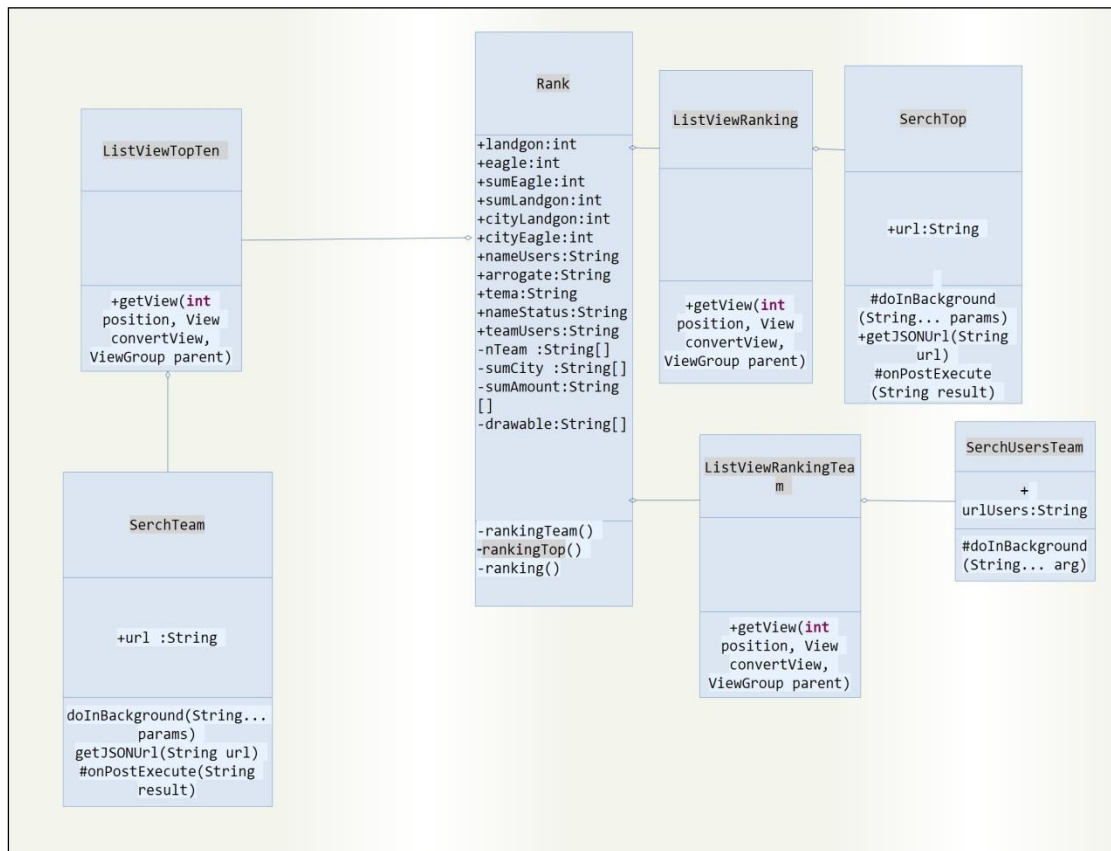 ListViewTopTen
+getView(int
position, View
convertView,
ViewGroup parent)
SerchTeam
+url :String
doInBackground(String...
params)
getJSONUrl(String url)
#onPostExecute(String
result)
Rank
+landgon:int
+eagle:int
+sumEagle:int
+sumLandgon:int
+cityLandgon:int
+cityEagle:int
+nameUsers:String
+arrogate:String
+tema:String
+nameStatus:String
+teamUsers:String
-nTeam :String[]
-sumCity :String[]
-sumAmount:String
[]
-drawable:String[]
-rankingTeam()
-rankingTop()
-ranking()
ListViewRanking
+getView(int
position, View
convertView,
ViewGroup parent)
SerchTop
+url:String
#doInBackground
(String... params)
+getJSONUrl(String
url)
#onPostExecute
(String result)
ListViewRankingTea
m
+getView(int
position, View
convertView,
ViewGroup parent)
SerchUsersTeam
+
urlUsers:String
#doInBackground
(String... arg)